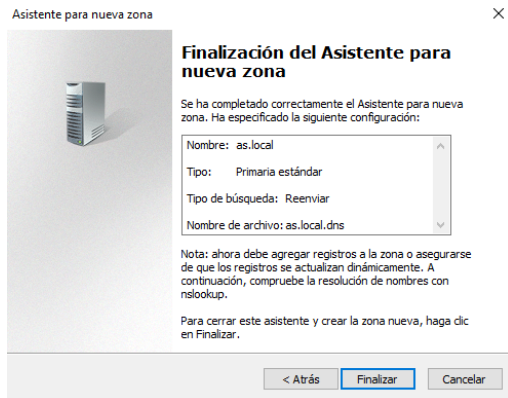 Asistente para nueva zona
Finalización del Asistente para
nueva zona
Se ha completado correctamente el Asistente para nueva
zona. Ha especificado la siguiente configuración:
Nombre: as.local
Tipo: Primaria estándar
Tipo de búsqueda: Reenviar
Nombre de archivo: as.local.dns
Nota: ahora debe agregar registros a la zona o asegurarse
de que los registros se actualizan dinámicamente. A
continuación, compruebe la resolución de nombres con
nslookup.
Para cerrar este asistente y crear la zona nueva, haga clic
en Finalizar.
< Atrás Finalizar Cancelar